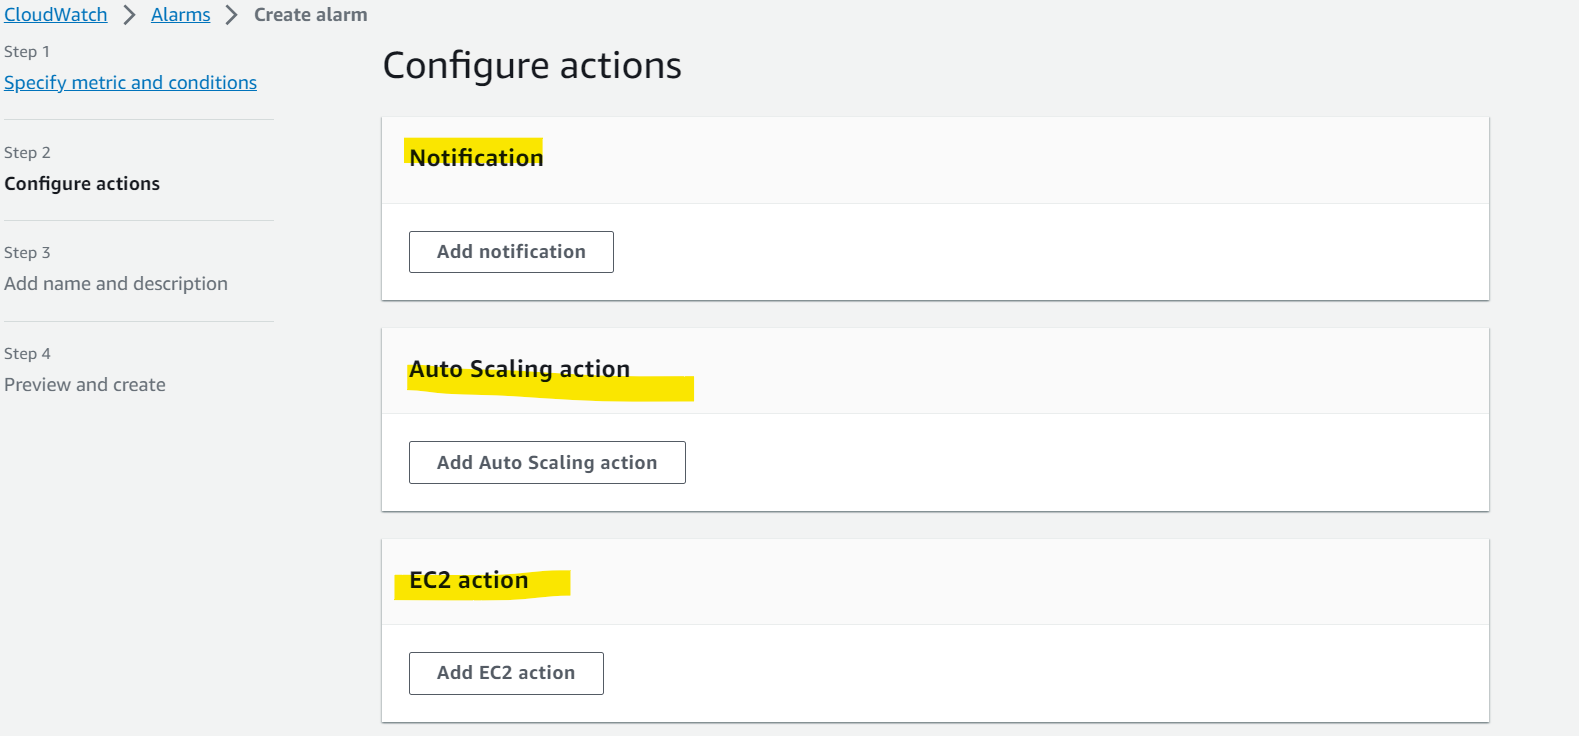 CloudWatch > Alarms > Create alarm
Step 1
Specify metric and conditions
Step 2
Configure actions
Step 3
Add name and description
Step 4
Preview and create
Configure actions
Notification
Add notification
Auto Scaling action
Add Auto Scaling action
EC2 action
Add EC2 action